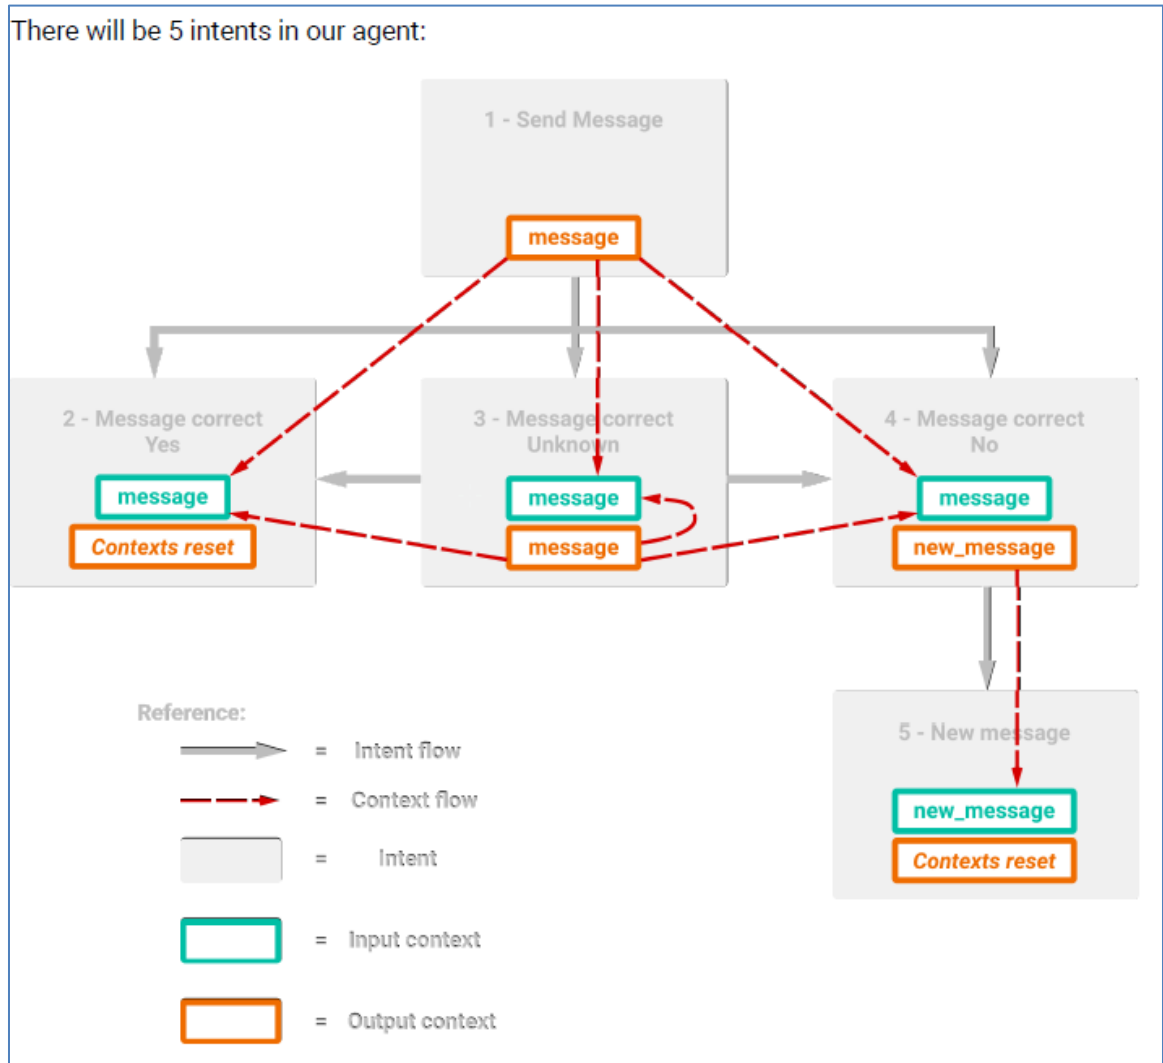 There will be 5 intents in our agent:
1 - Send Message
message
2 - Message correct
Yes
message
Contexts reset
3 - Message correct
Unknown
message
message
4 - Message correct
No
message
new_message
5 - New message
new_message
Contexts reset
Reference:
= Intent flow
= Context flow
= Intent
= Input context
= Output context